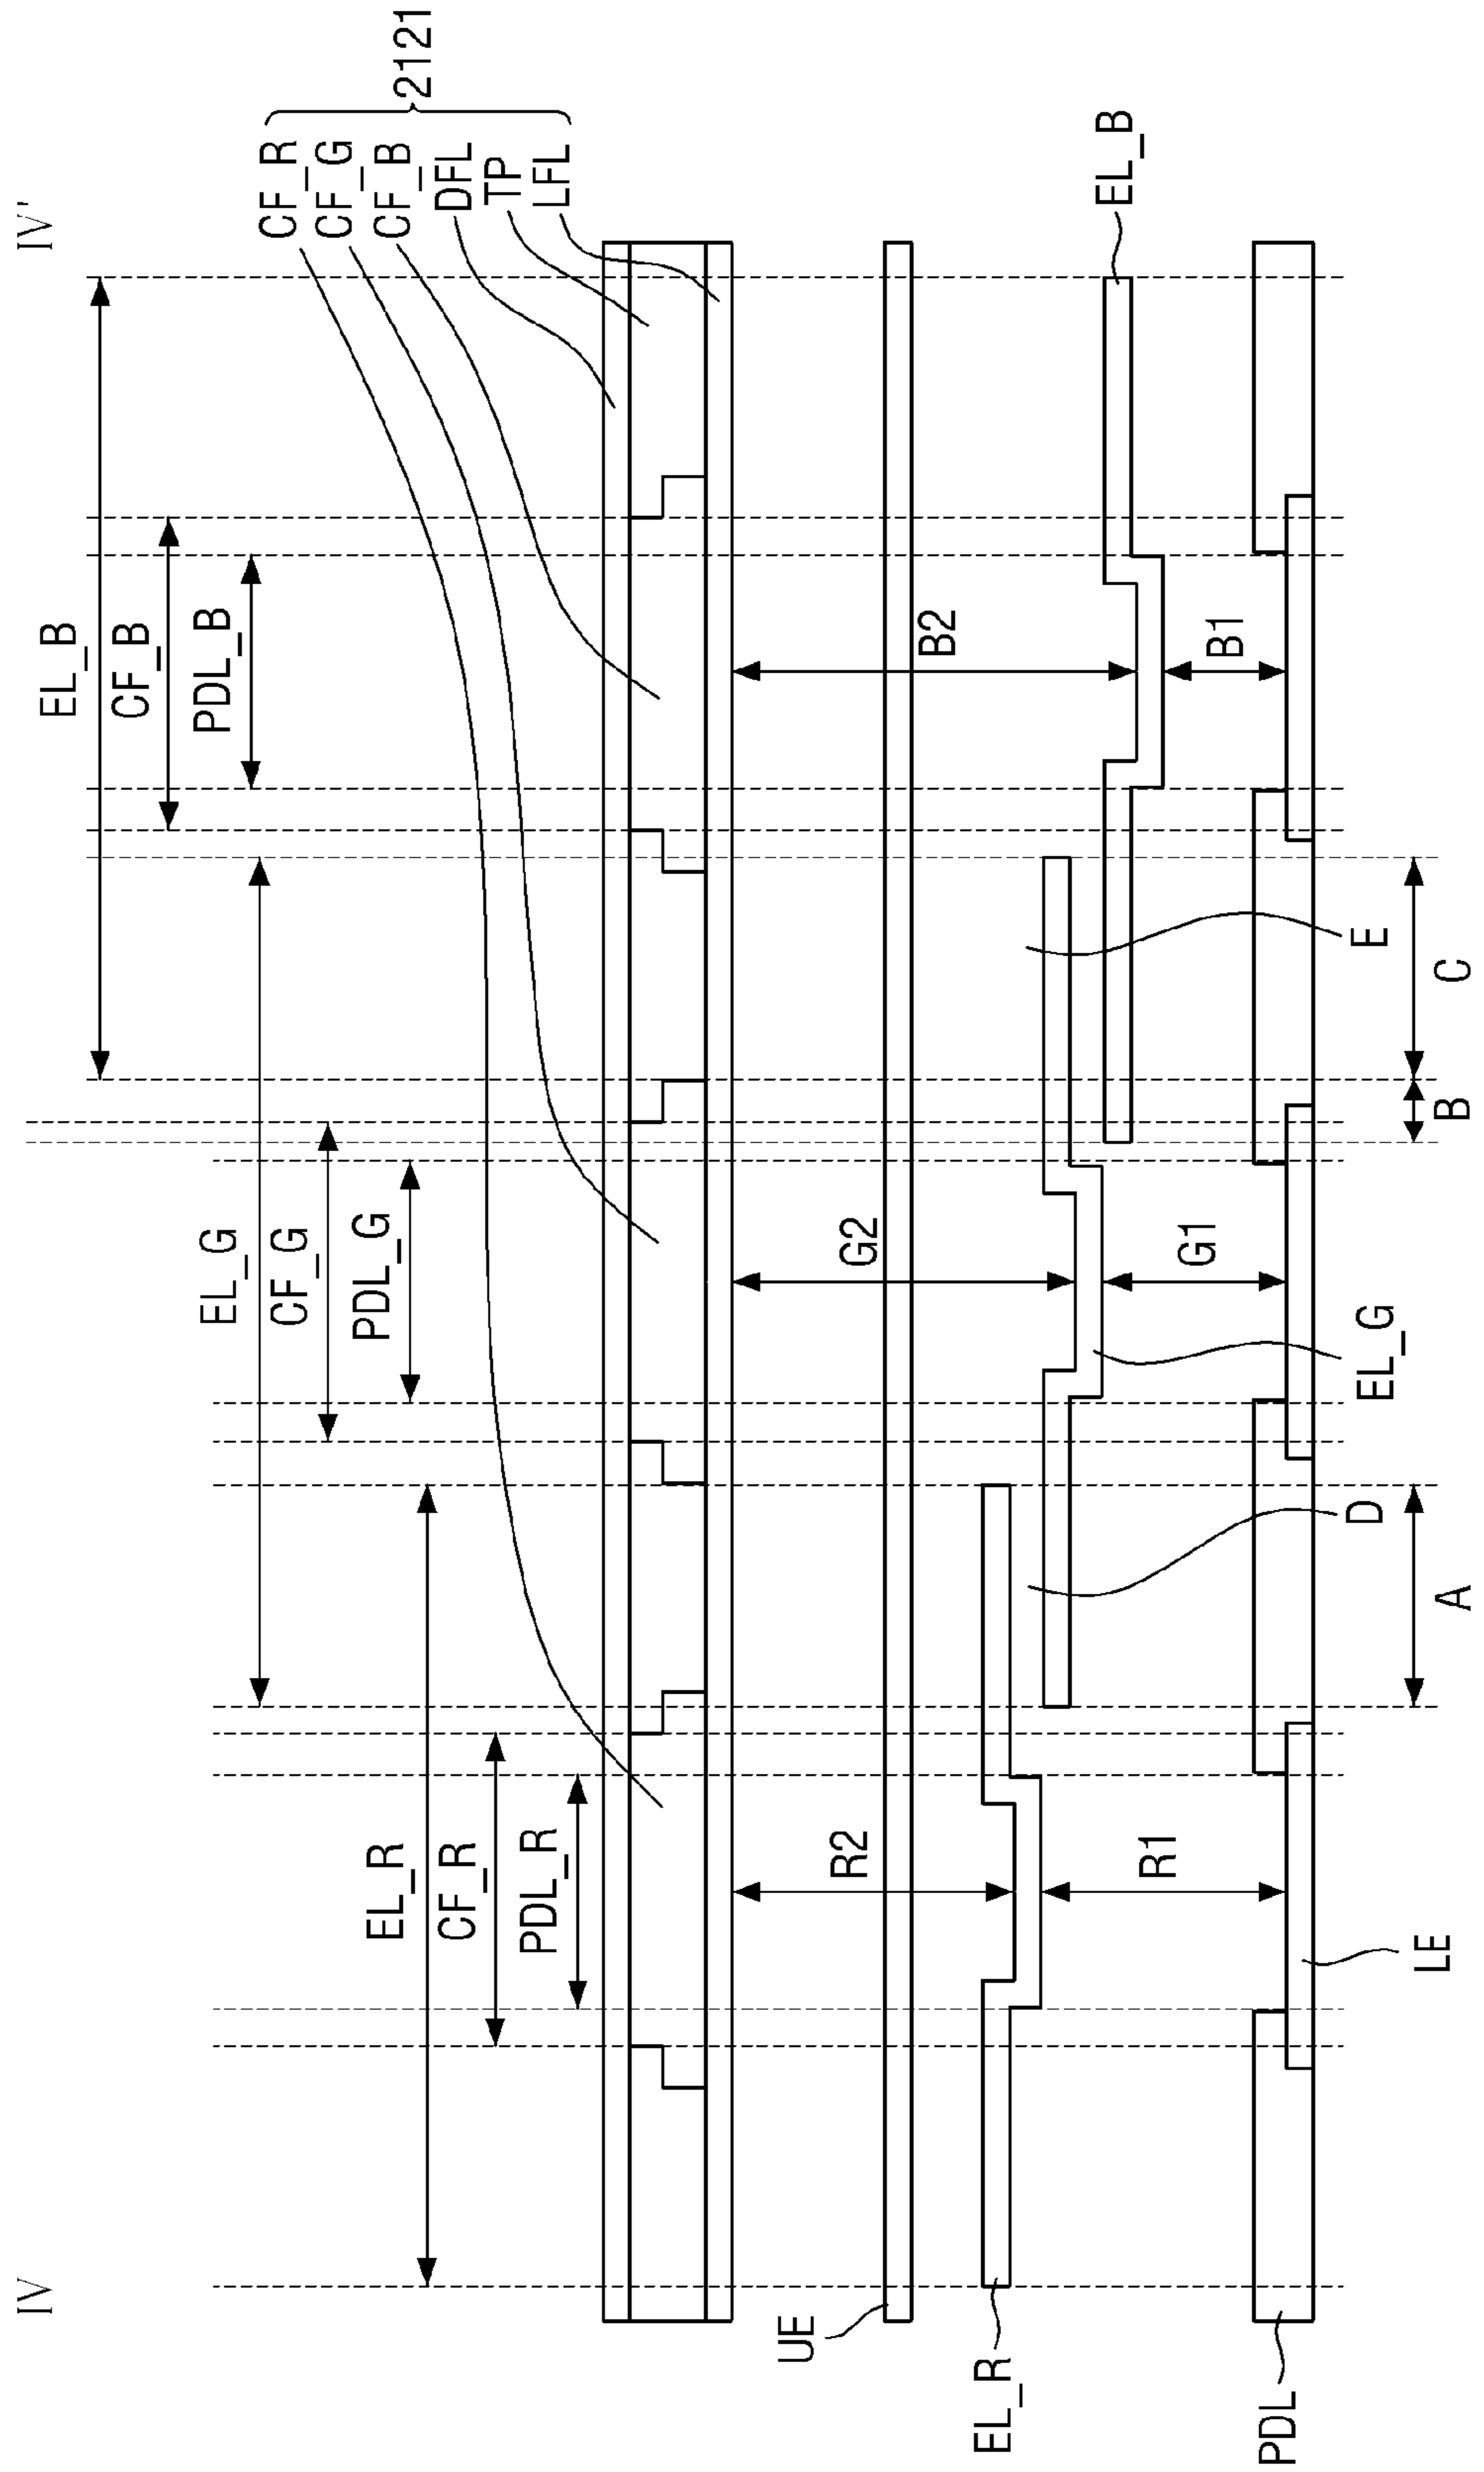 IV
IV'
EL_B
CF_B
PDL_B
EL_G
CF_G
PDL_G
EL_R
CF_R
PDL_R
CF_R
CF_G
CF_B
DFL
TP
LFL
2121
UE
R2
G2
B2
EL_R
EL_B
R1
G1
B1
PDL
LE
D
EL_G
E
A
B
C